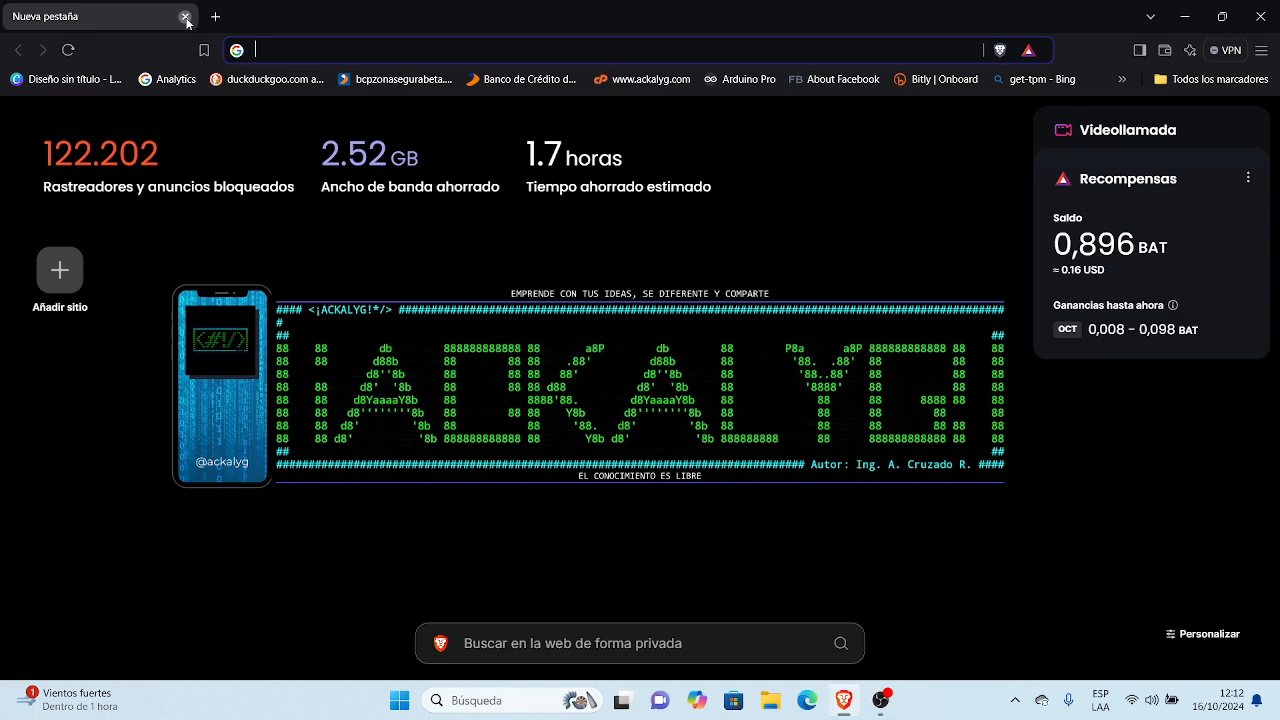 Nueva pestaña
VPN
Diseño sin título - L...
Analytics
duckduckgoo.com a...
bcpzonasegurabeta...
Banco de Crédito d...
www.ackalyg.com
Arduino Pro
FB About Facebook
Bitly | Onboard
get-tpm - Bing
Todos los marcadores
122.202
Rastreadores y anuncios bloqueados
2.52 GB
Ancho de banda ahorrado
1.7 horas
Tiempo ahorrado estimado
Videollamada
Recompensas
Saldo
0,896 BAT
≈ 0.16 USD
Ganancias hasta ahora
OCT 0,008 - 0,098 BAT
Añadir sitio
EMPRENDE CON TUS IDEAS, SE DIFERENTE Y COMPARTE
<¡ACKALYG!*/>
<#!/>
¡ACKALYG!
@ackalyg
Autor: Ing. A. Cruzado R.
EL CONOCIMIENTO ES LIBRE
Buscar en la web de forma privada
Personalizar
1
Vientos fuertes
Dentro de 1 hora
Búsqueda
ESP
LAA
12:12
16/10/2024